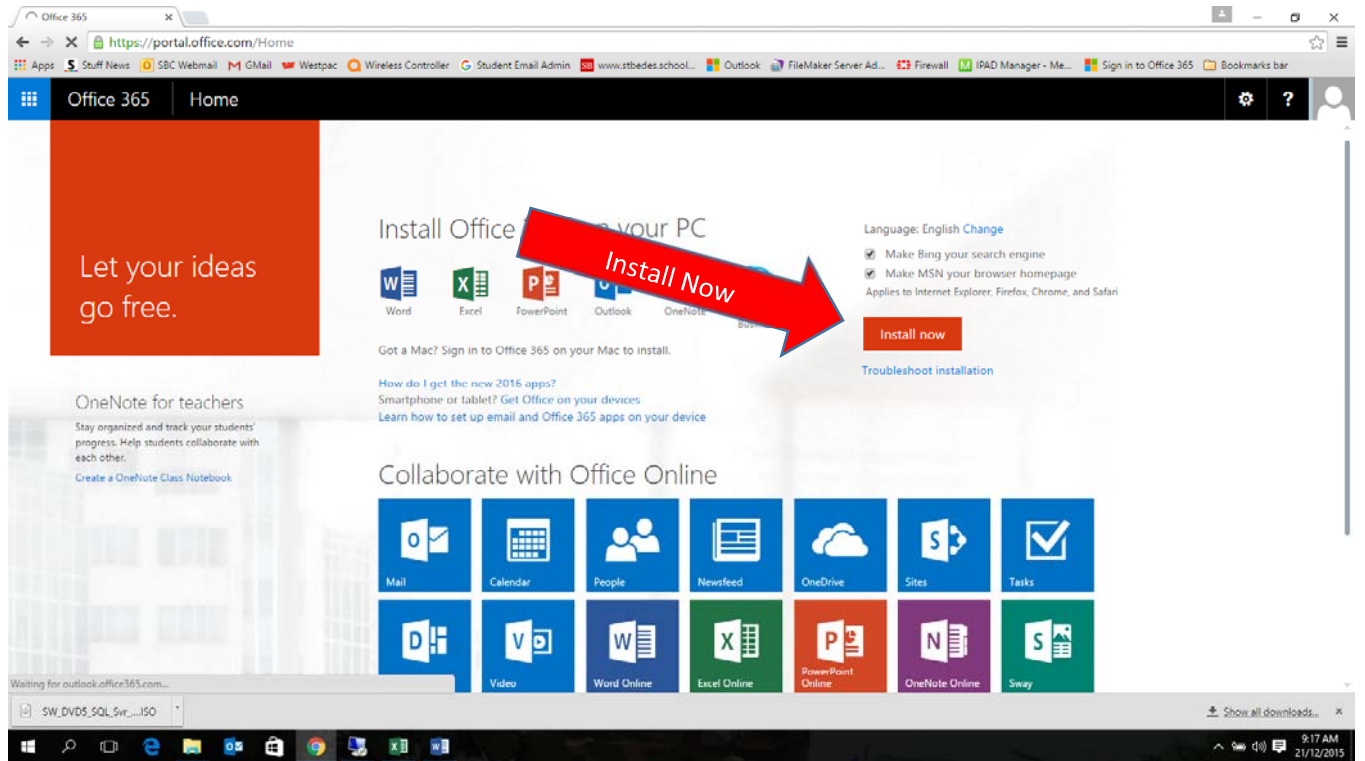 Office 365
https://portal.office.com/Home
Apps Stuff News SBC Webmail GMail Westpac Wireless Controller Student Email Admin www.stbedes.school... Outlook FileMaker Server Ad... Firewall IPAD Manager - Me... Sign in to Office 365 Bookmarks bar
Office 365 Home ?
Let your ideas
go free.
OneNote for teachers
Stay organized and track your students'
progress. Help students collaborate with
each other.
Create a OneNote Class Notebook
Install Office your PC
Word Excel PowerPoint Outlook OneNote
Install Now
Got a Mac? Sign in to Office 365 on your Mac to install.
How do I get the new 2016 apps?
Smartphone or tablet? Get Office on your devices
Learn how to set up email and Office 365 apps on your device
Language: English Change
Make Bing your search engine
Make MSN your browser homepage
Applies to Internet Explorer, Firefox, Chrome, and Safari
Install now
Troubleshoot installation
Collaborate with Office Online
Mail Calendar People Newsfeed OneDrive Sites Tasks
Video Word Online Excel Online PowerPoint
Online OneNote Online Sway
Waiting for outlook.office365.com...
SW_DVD5_SQL_Svr_....ISO
Show all downloads...
9:17 AM
21/12/2015